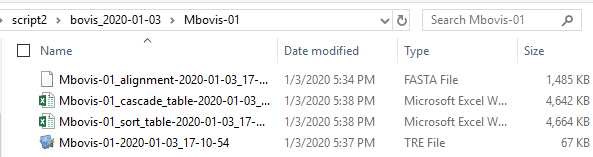 script2 › bovis_2020-01-03 › Mbovis-01 Search Mbovis-01
Name Date modified Type Size
Mbovis-01_alignment-2020-01-03_17-... 1/3/2020 5:34 PM FASTA File 1,485 KB
Mbovis-01_cascade_table-2020-01-03_... 1/3/2020 5:38 PM Microsoft Excel W... 4,642 KB
Mbovis-01_sort_table-2020-01-03_17-... 1/3/2020 5:38 PM Microsoft Excel W... 4,664 KB
Mbovis-01-2020-01-03_17-10-54 1/3/2020 5:37 PM TRE File 67 KB